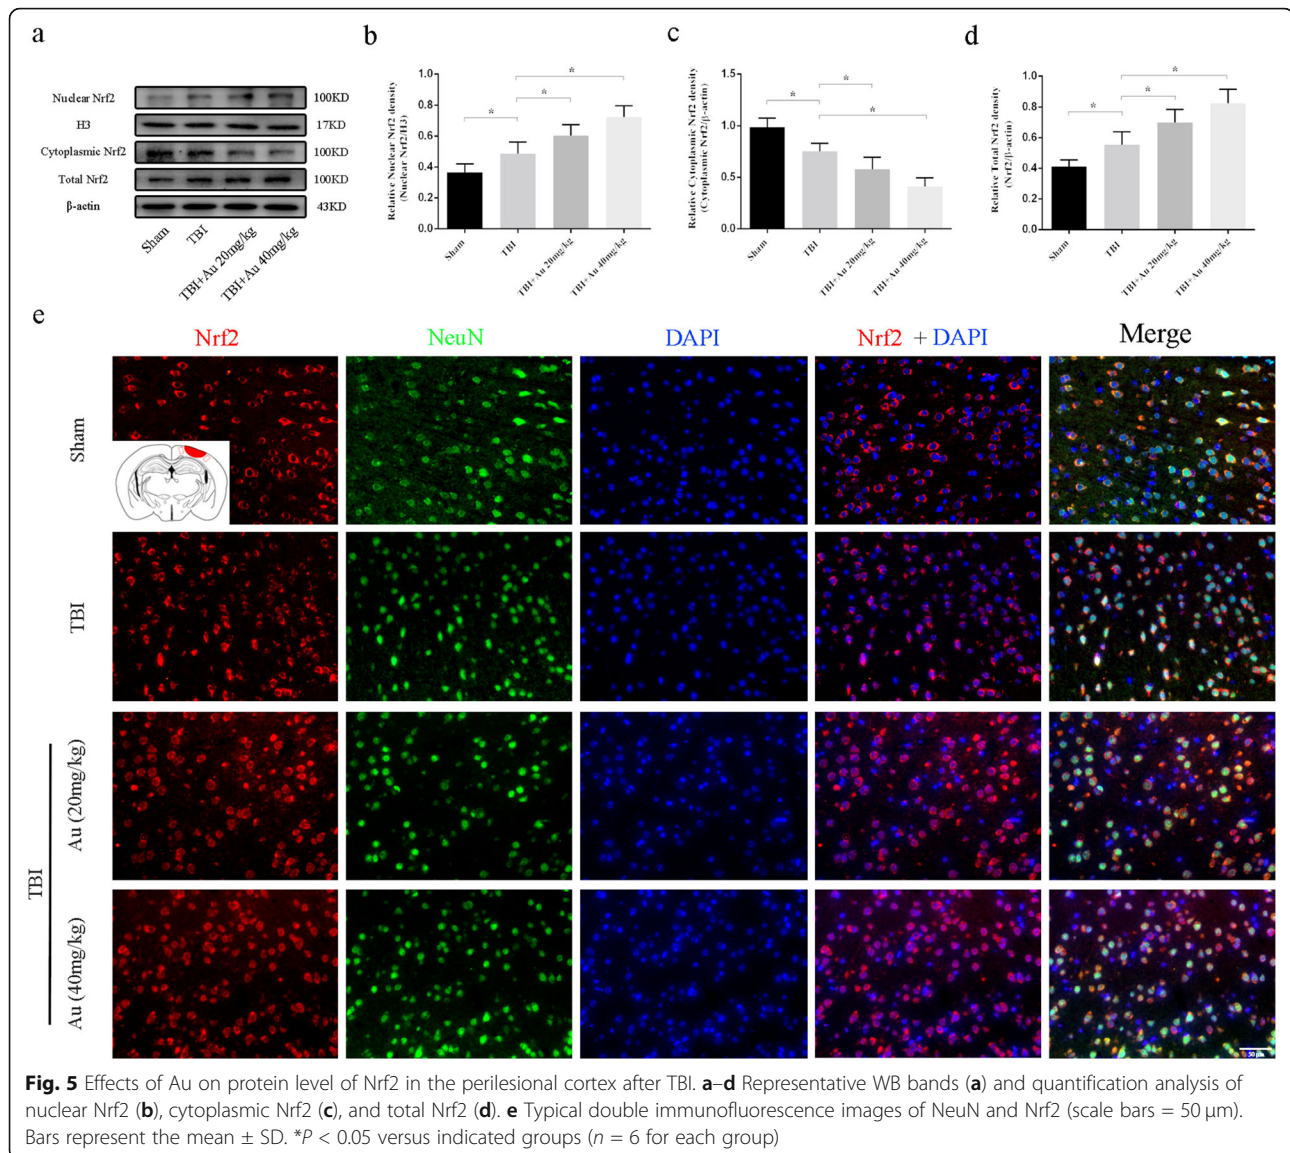 a
Nuclear Nrf2 100KD
H3 17KD
Cytoplasmic Nrf2 100KD
Total Nrf2 100KD
β-actin 43KD
Sham
TBI
TBI+Au 20mg/kg
TBI+Au 40mg/kg
b
Relative Nuclear Nrf2 density
(Nuclear Nrf2/H3)
1.0
0.8
0.6
0.4
0.2
0.0
*
*
*
Sham
TBI
TBI+Au 20mg/kg
TBI+Au 40mg/kg
c
Relative Cytoplasmic Nrf2 density
(Cytoplasmic Nrf2/β-actin)
1.5
1.0
0.5
0.0
*
*
*
Sham
TBI
TBI+Au 20mg/kg
TBI+Au 40mg/kg
d
Relative Total Nrf2 density
(Nrf2/β-actin)
1.0
0.8
0.6
0.4
0.2
0.0
*
*
*
Sham
TBI
TBI+Au 20mg/kg
TBI+Au 40mg/kg
e
Nrf2 NeuN DAPI Nrf2 + DAPI Merge
Sham
TBI
TBI
Au (20mg/kg)
Au (40mg/kg)
50 μm
Fig. 5 Effects of Au on protein level of Nrf2 in the perilesional cortex after TBI. a–d Representative WB bands (a) and quantification analysis of
nuclear Nrf2 (b), cytoplasmic Nrf2 (c), and total Nrf2 (d). e Typical double immunofluorescence images of NeuN and Nrf2 (scale bars = 50 μm).
Bars represent the mean ± SD. *P < 0.05 versus indicated groups (n = 6 for each group)